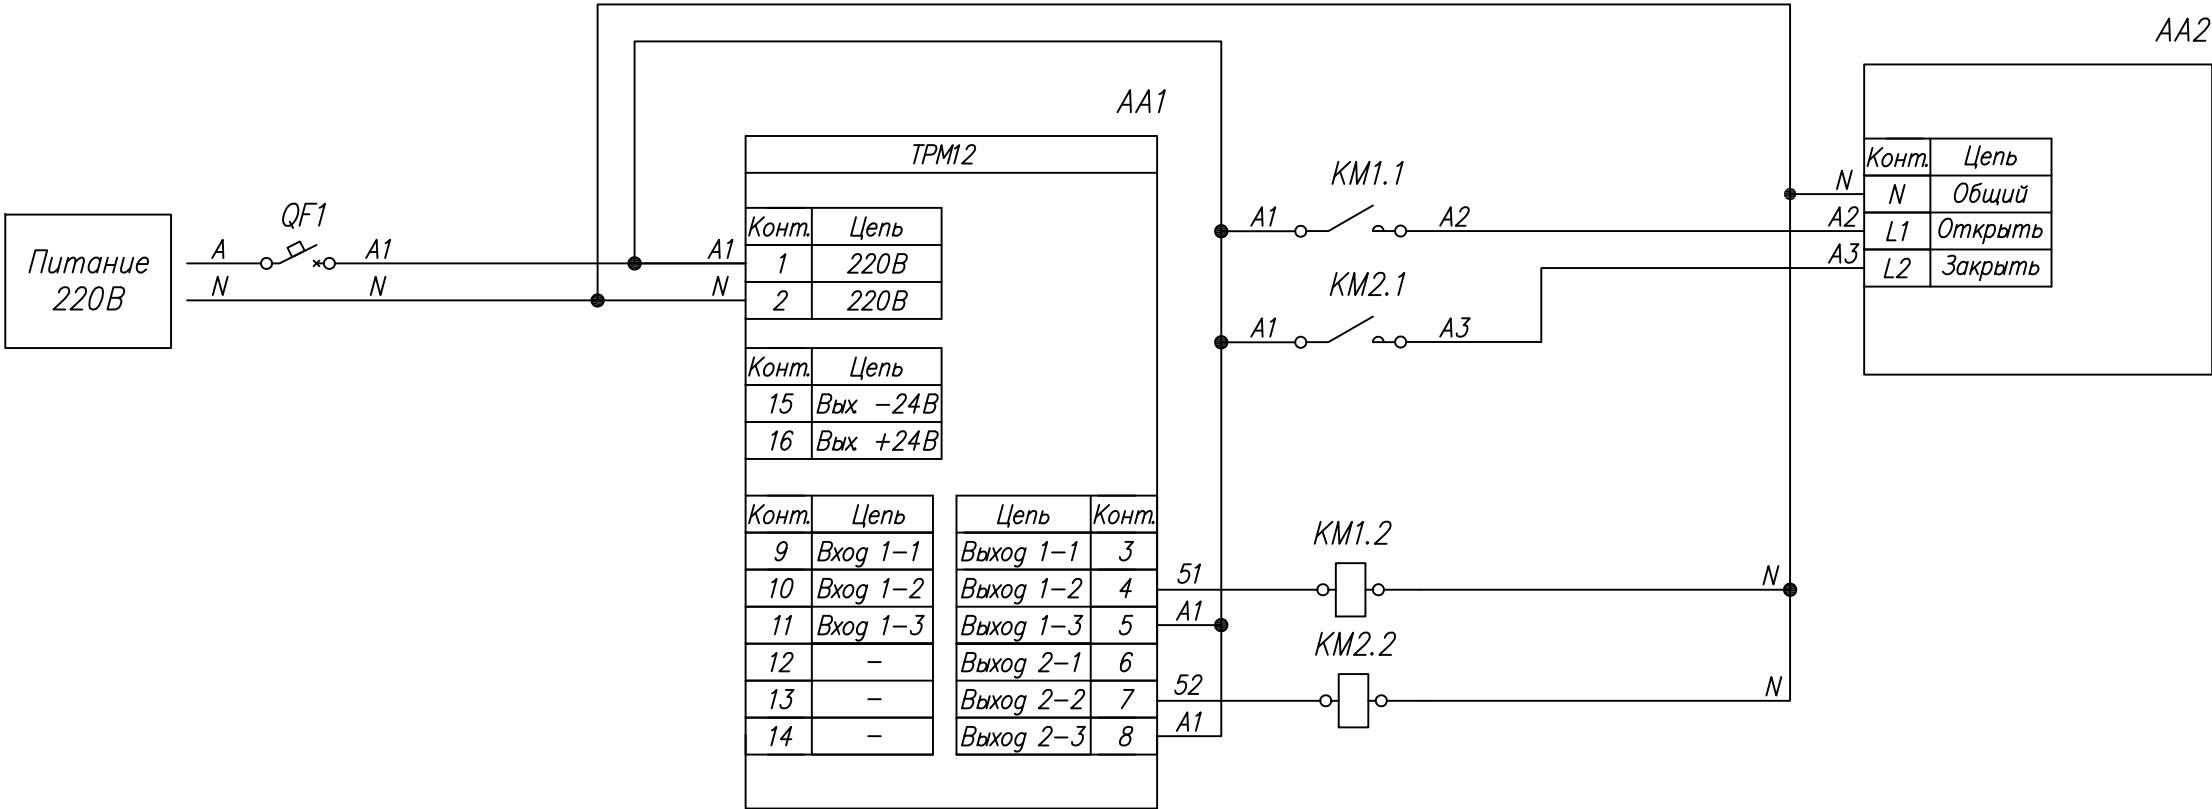 AA2
AA1
ТРМ12
Питание
220В
QF1
A
A1
A1
N
N
N
Конт. Цепь
1 220В
2 220В
Конт. Цепь
15 Вых. -24В
16 Вых. +24В
Конт. Цепь
9 Вход 1-1
10 Вход 1-2
11 Вход 1-3
12 -
13 -
14 -
Цепь Конт.
Выход 1-1 3
Выход 1-2 4
Выход 1-3 5
Выход 2-1 6
Выход 2-2 7
Выход 2-3 8
51
A1
52
A1
KM1.1
A1 A2
KM2.1
A1 A3
KM1.2
N
KM2.2
N
N
A2
A3
Конт. Цепь
N Общий
L1 Открыть
L2 Закрыть